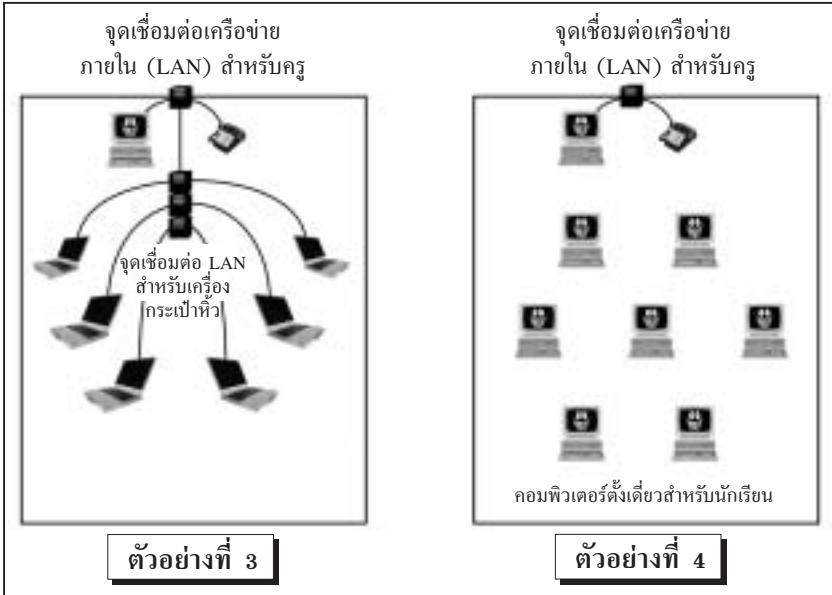 จุดเชื่อมต่อเครือข่าย
ภายใน (LAN) สำหรับครู
จุดเชื่อมต่อ LAN
สำหรับเครื่อง
กระเป๋าหิ้ว
ตัวอย่างที่ 3
จุดเชื่อมต่อเครือข่าย
ภายใน (LAN) สำหรับครู
คอมพิวเตอร์ตั้งเดี่ยวสำหรับนักเรียน
ตัวอย่างที่ 4